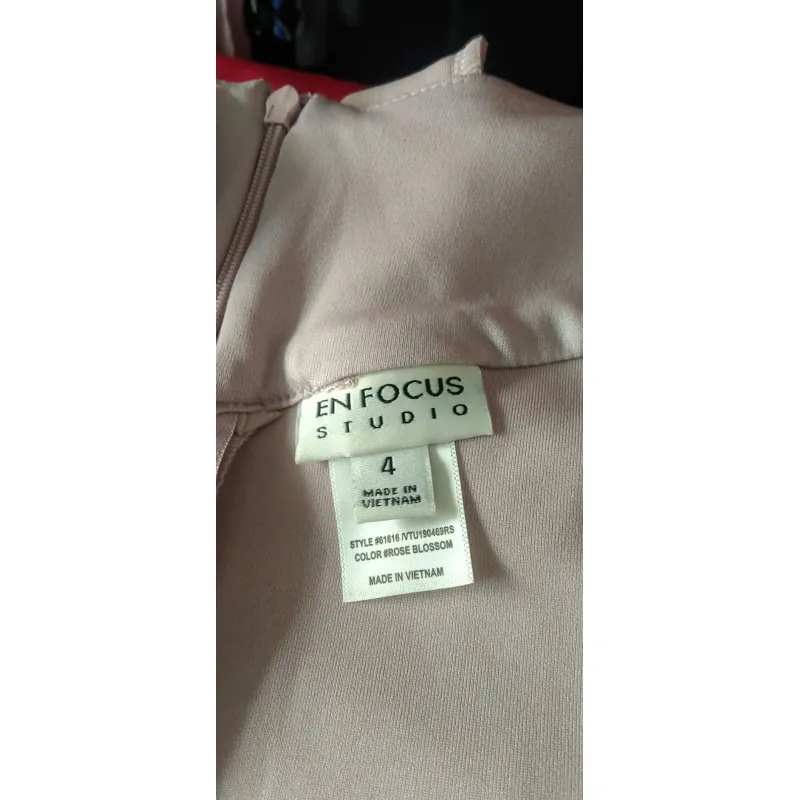 EN FOCUS
STUDIO
4
MADE IN
VIETNAM
STYLE #61616 /VTU190469RS
COLOR #ROSE BLOSSOM
MADE IN VIETNAM